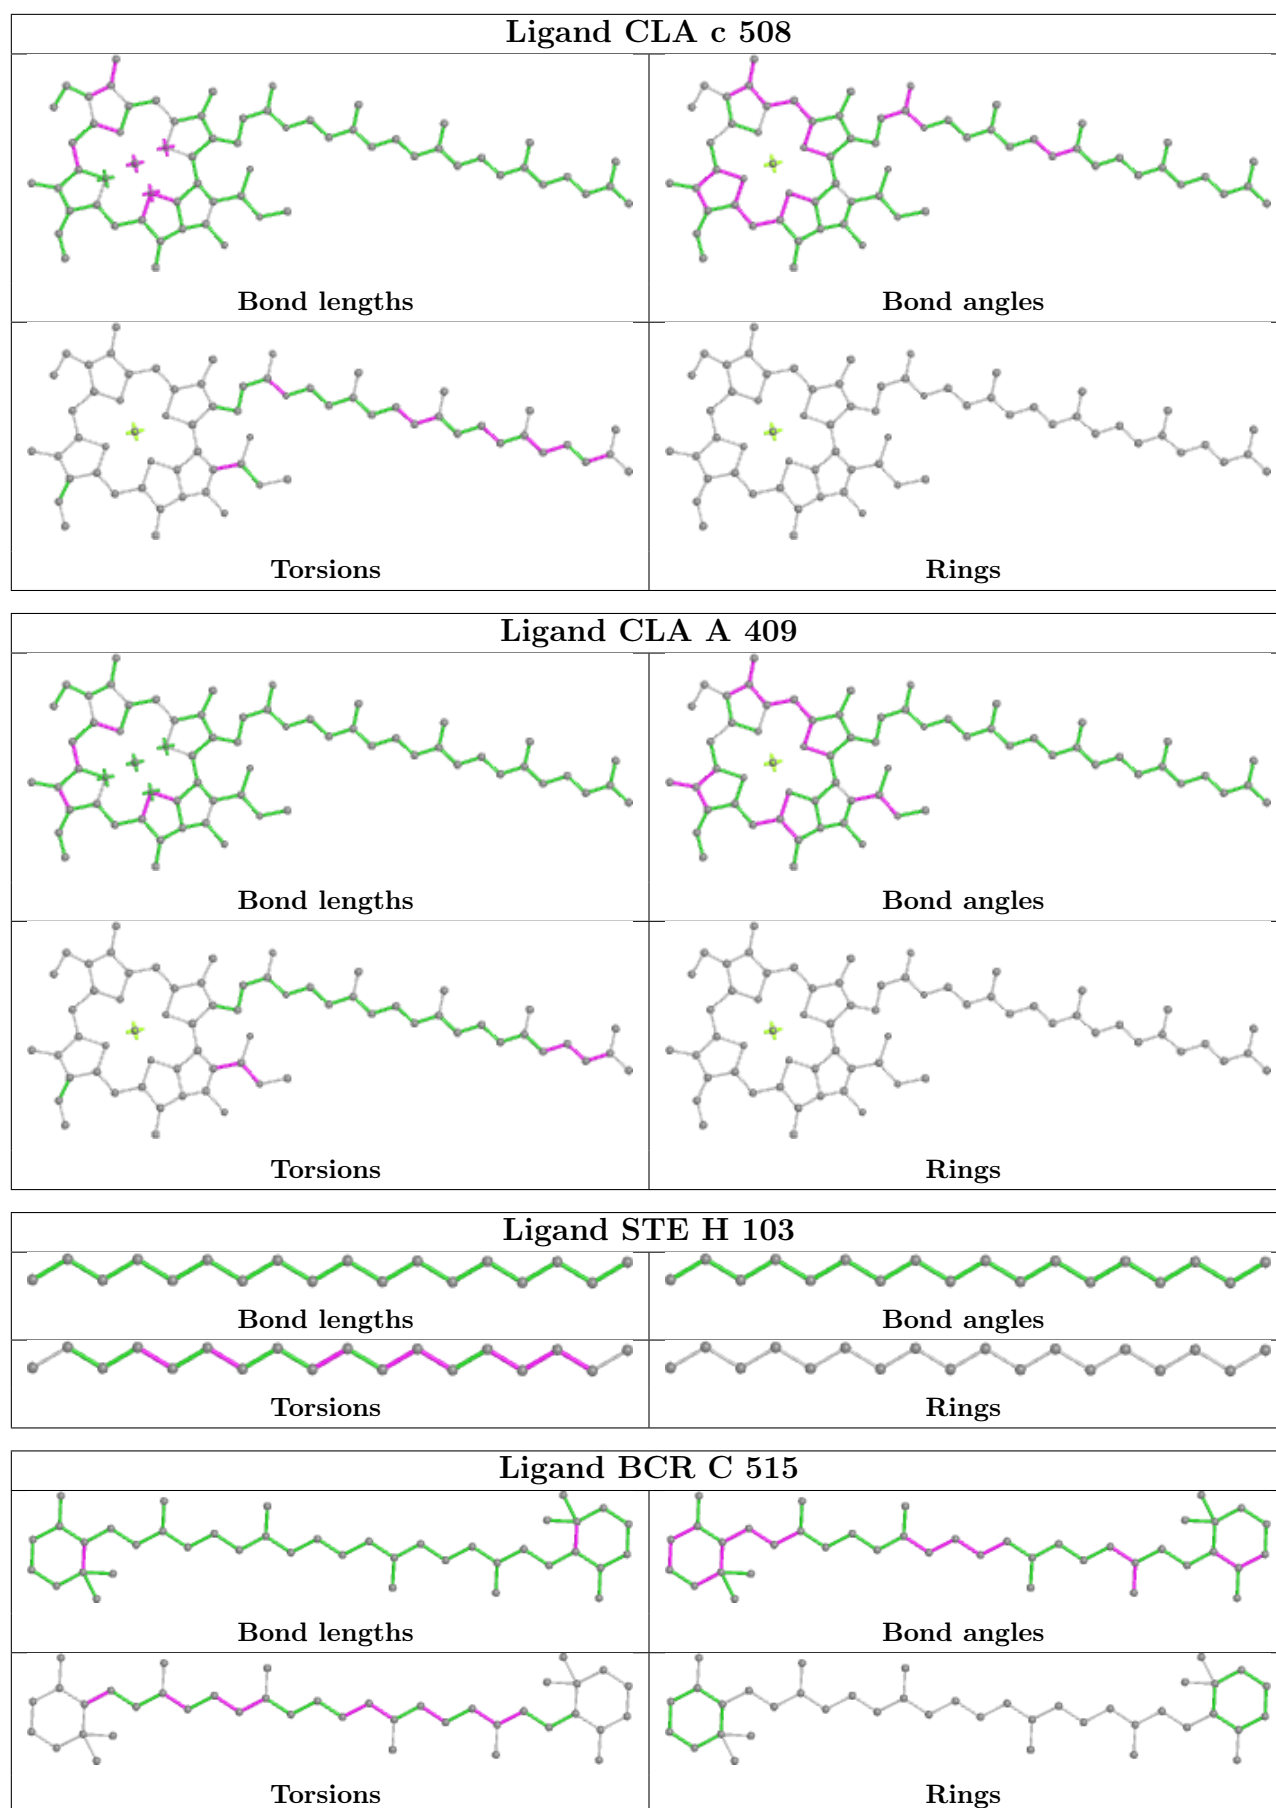 Ligand CLA c 508
Bond lengths
Bond angles
Torsions
Rings
Ligand CLA A 409
Bond lengths
Bond angles
Torsions
Rings
Ligand STE H 103
Bond lengths
Bond angles
Torsions
Rings
Ligand BCR C 515
Bond lengths
Bond angles
Torsions
Rings